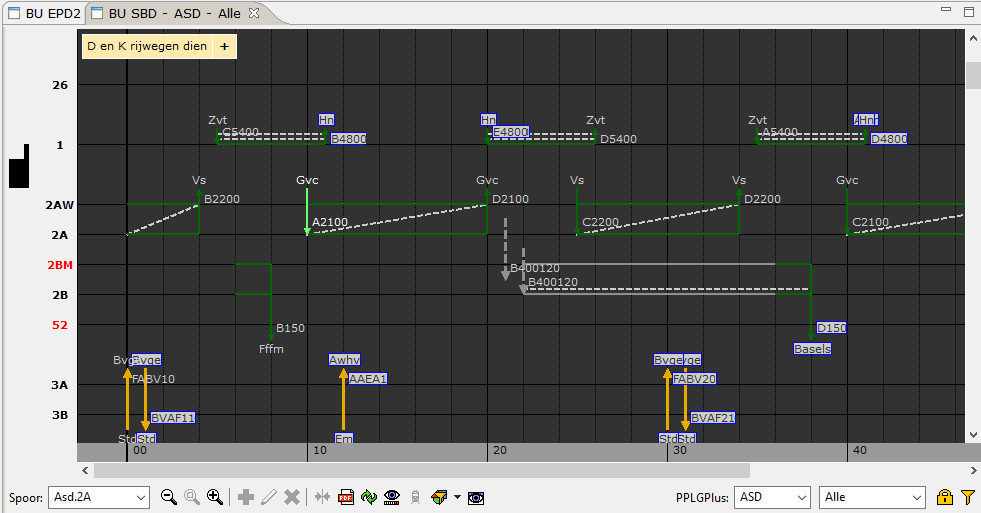 BU EPD2 BU SBD - ASD - Alle
D en K rijwegen dien +
26
Zvt Hn Hn Zvt Zvt Hn
C5400 B4800 E4800 D5400 A5400 D4800
1
Vs Gvc Gvc Vs Vs Gvc
B2200 D2100 D2200
2AW
A2100 C2200 C2100
2A
2BM B400120
B400120
2B
52 B150 D150
Fffm Basels
Bvge Awhv Bvge
3A FABV10 AAEA1 FABV20
3B BVAF11 BVAF21
Std Std Em Std Std
00 10 20 30 40
Spoor: Asd.2A PPLGPlus: ASD Alle